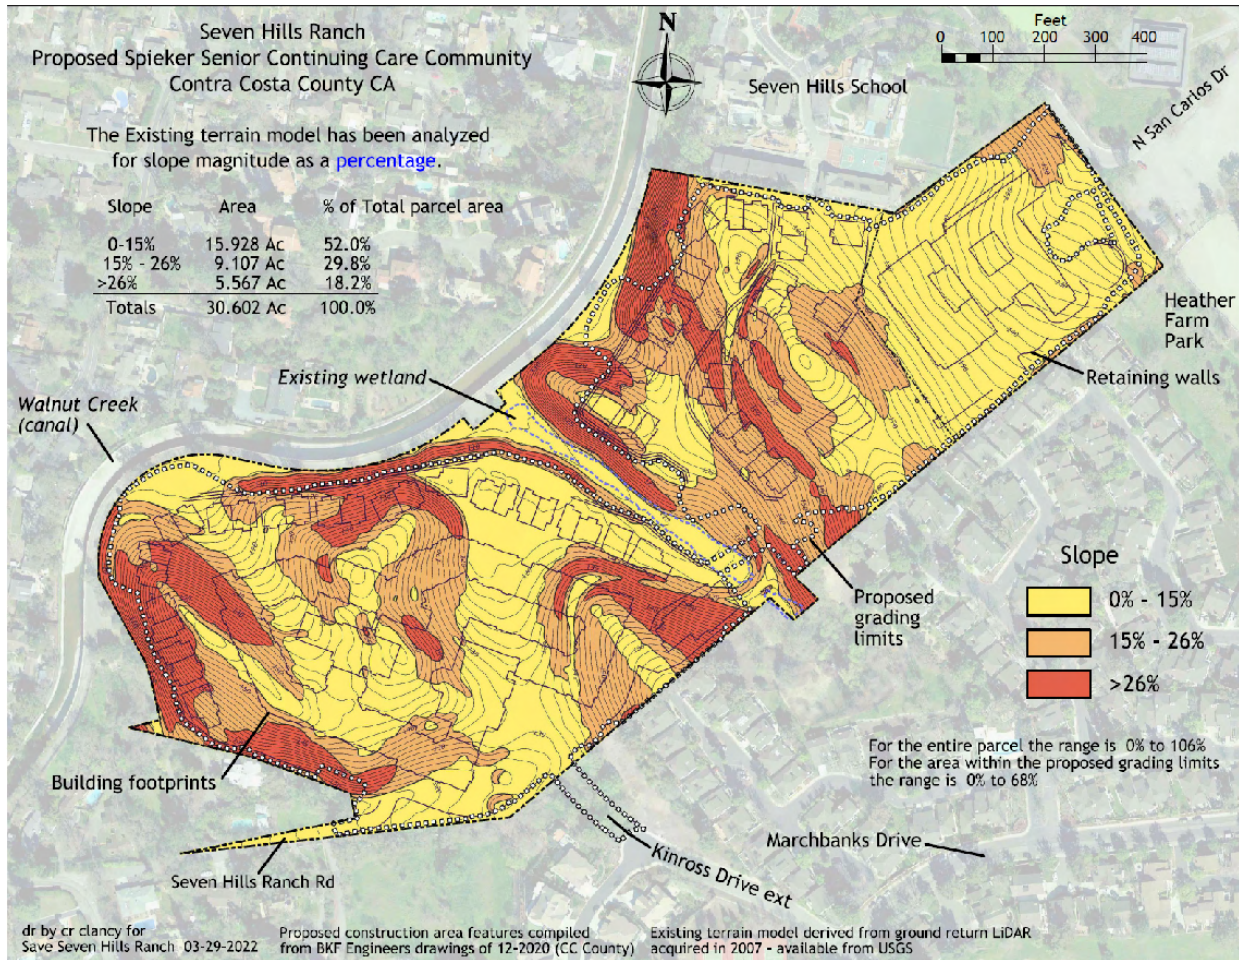 Seven Hills Ranch
Proposed Spieker Senior Continuing Care Community
Contra Costa County CA
The Existing terrain model has been analyzed
for slope magnitude as a percentage.
Slope Area % of Total parcel area
0-15% 15.928 Ac 52.0%
15% - 26% 9.107 Ac 29.8%
>26% 5.567 Ac 18.2%
Totals 30.602 Ac 100.0%
N
Feet
0 100 200 300 400
Seven Hills School
N San Carlos Dr
Heather
Farm
Park
Retaining walls
Existing wetland
Walnut Creek
(canal)
Proposed
grading
limits
Slope
0% - 15%
15% - 26%
>26%
For the entire parcel the range is 0% to 106%
For the area within the proposed grading limits
the range is 0% to 68%
Building footprints
Marchbanks Drive
Kinross Drive ext
Seven Hills Ranch Rd
dr by cr clancy for
Save Seven Hills Ranch 03-29-2022
Proposed construction area features compiled
from BKF Engineers drawings of 12-2020 (CC County)
Existing terrain model derived from ground return LiDAR
acquired in 2007 - available from USGS